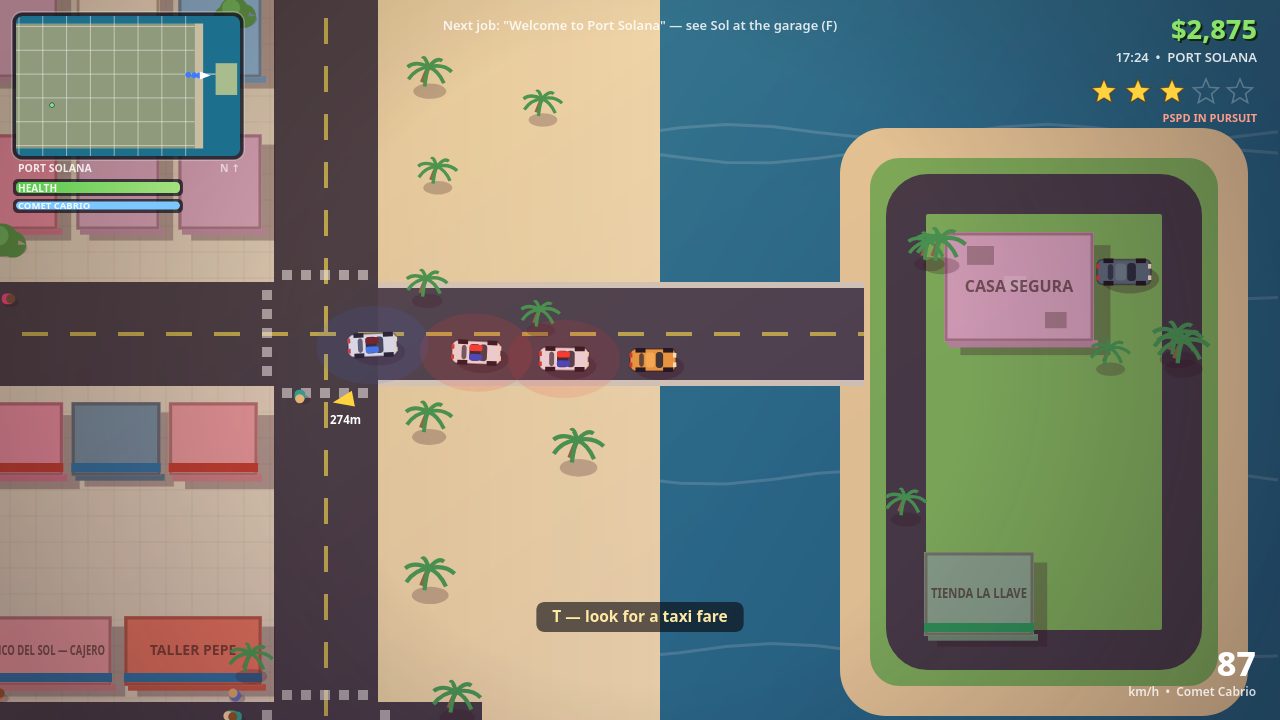 Next job: "Welcome to Port Solana" — see Sol at the garage (F)
$2,875
17:24 • PORT SOLANA
PSPD IN PURSUIT
PORT SOLANA
N ↑
HEALTH
COMET CABRIO
CASA SEGURA
274m
TIENDA LA LLAVE
T — look for a taxi fare
CO DEL SOL — CAJERO
TALLER PEPE
87
km/h • Comet Cabrio